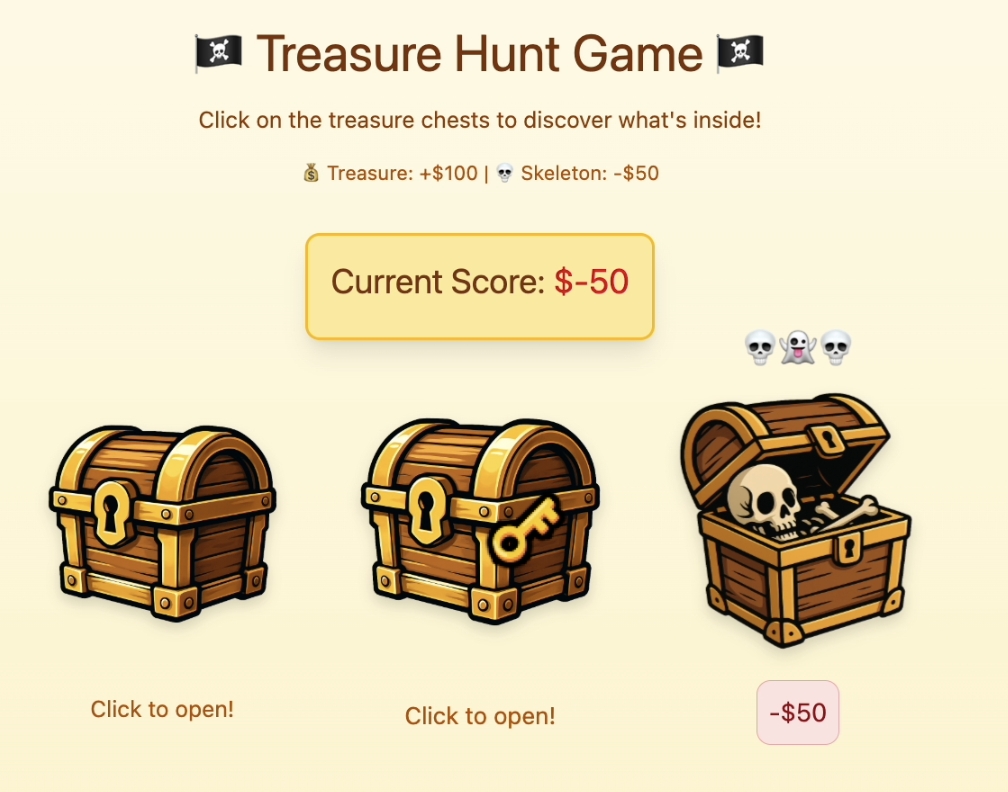 🏴‍☠️ Treasure Hunt Game 🏴‍☠️
Click on the treasure chests to discover what's inside!
💰 Treasure: +$100 | 💀 Skeleton: -$50
Current Score: $-50
💀👻💀
Click to open!
Click to open!
-$50